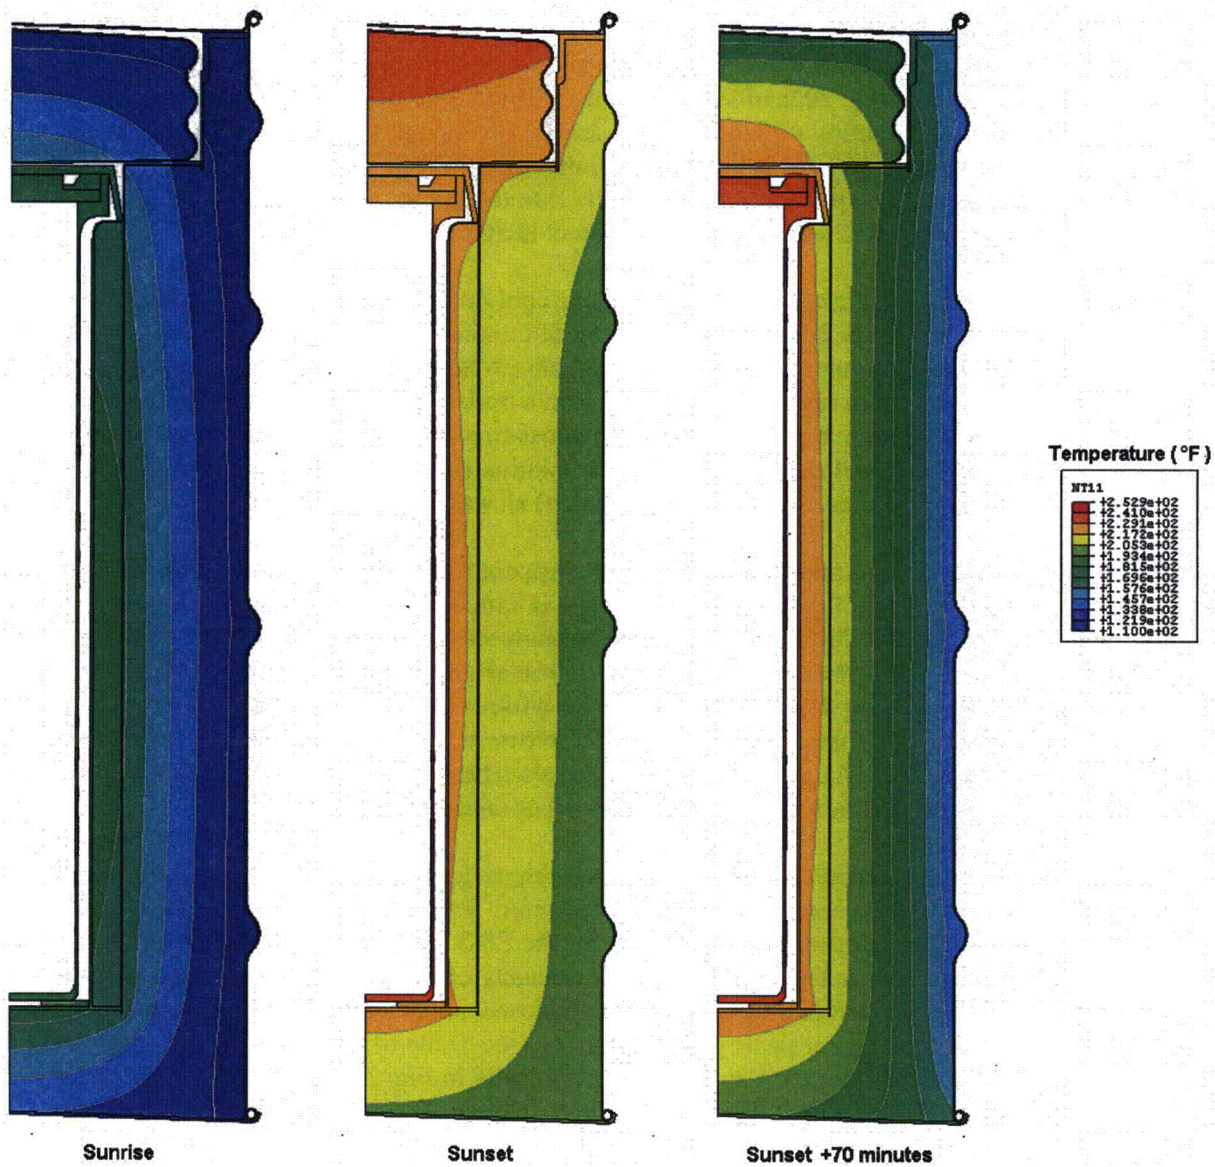 Temperature ( °F )
NT11
+2.529e+02
+2.410e+02
+2.291e+02
+2.172e+02
+2.053e+02
+1.934e+02
+1.815e+02
+1.696e+02
+1.576e+02
+1.457e+02
+1.338e+02
+1.219e+02
+1.100e+02
Sunrise
Sunset
Sunset +70 minutes